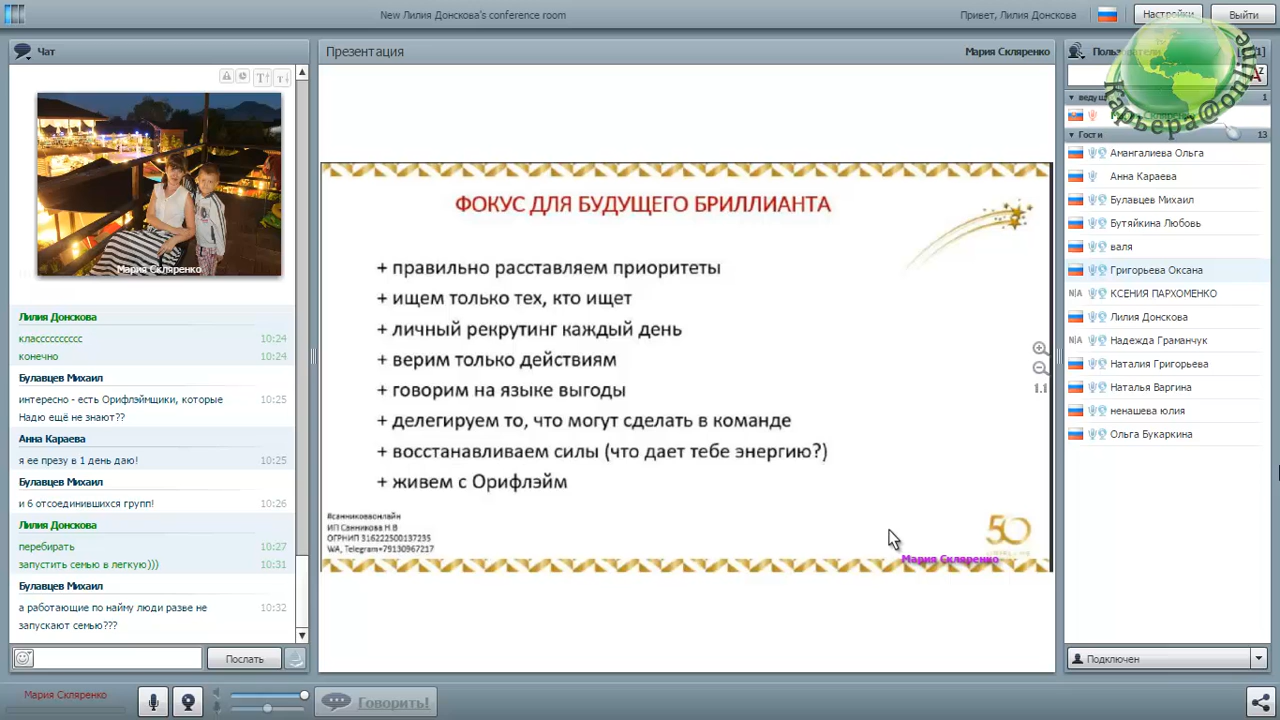 New Лилия Донскова's conference room
Привет, Лилия Донскова
Настройки
Выйти
Чат
Презентация
Мария Скляренко
Карьера@online
T↑
T↓
Мария Скляренко
Лилия Донскова
класссссссссс 10:24
конечно 10:24
Булавцев Михаил
интересно - есть Орифлэймщики, которые 10:25
Надю ещё не знают??
Анна Караева
я ее презу в 1 день даю! 10:25
Булавцев Михаил
и 6 отсоединившихся групп! 10:26
Лилия Донскова
перебирать 10:27
запустить семью в легкую))) 10:31
Булавцев Михаил
а работающие по найму люди разве не 10:32
запускают семью???
Послать
ФОКУС ДЛЯ БУДУЩЕГО БРИЛЛИАНТА
+ правильно расставляем приоритеты
+ ищем только тех, кто ищет
+ личный рекрутинг каждый день
+ верим только действиям
+ говорим на языке выгоды
+ делегируем то, что могут сделать в команде
+ восстанавливаем силы (что дает тебе энергию?)
+ живем с Орифлэйм
#санниковаонлайн
ИП Санникова Н.В
ОГРНИП 316222500137235
WA, Telegram+79130967217
50
Мария Скляренко
1.1
1
Гости 13
Амангалиева Ольга
Анна Караева
Булавцев Михаил
Бутяйкина Любовь
валя
Григорьева Оксана
N/A КСЕНИЯ ПАРХОМЕНКО
Лилия Донскова
N/A Надежда Граманчук
Наталия Григорьева
Наталья Варгина
ненашева юлия
Ольга Букаркина
Подключен
Мария Скляренко
Говорить!